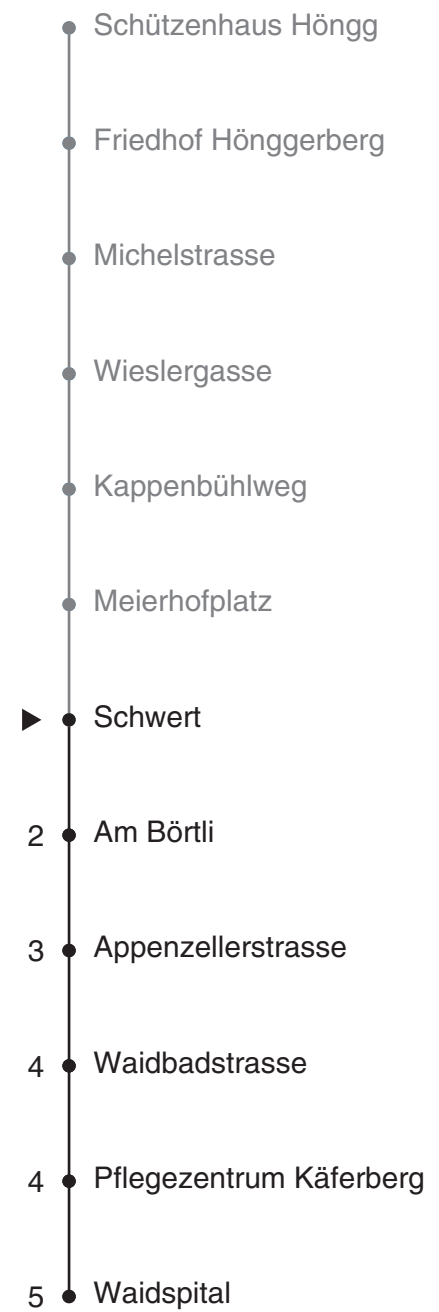 Schützenhaus Höngg
Friedhof Hönggerberg
Michelstrasse
Wieslergasse
Kappenbühlweg
Meierhofplatz
Schwert
2 Am Börtli
3 Appenzellerstrasse
4 Waidbadstrasse
4 Pflegezentrum Käferberg
5 Waidspital